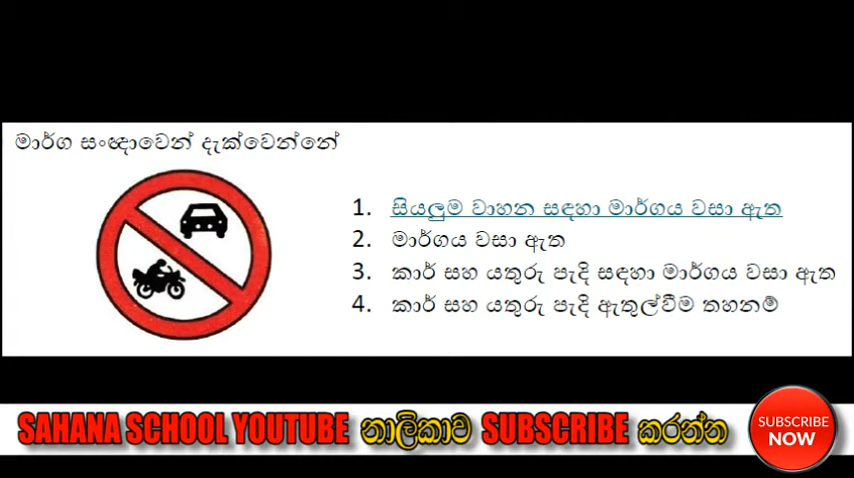 මාර්ග සංඥාවෙන් දැක්වෙන්නේ
1. සියලුම වාහන සඳහා මාර්ගය වසා ඇත
2. මාර්ගය වසා ඇත
3. කාර් සහ යතුරු පැදි සඳහා මාර්ගය වසා ඇත
4. කාර් සහ යතුරු පැදි ඇතුල්වීම තහනම්
SAHANA SCHOOL YOUTUBE නාලිකාව SUBSCRIBE කරන්න
SUBSCRIBE
NOW